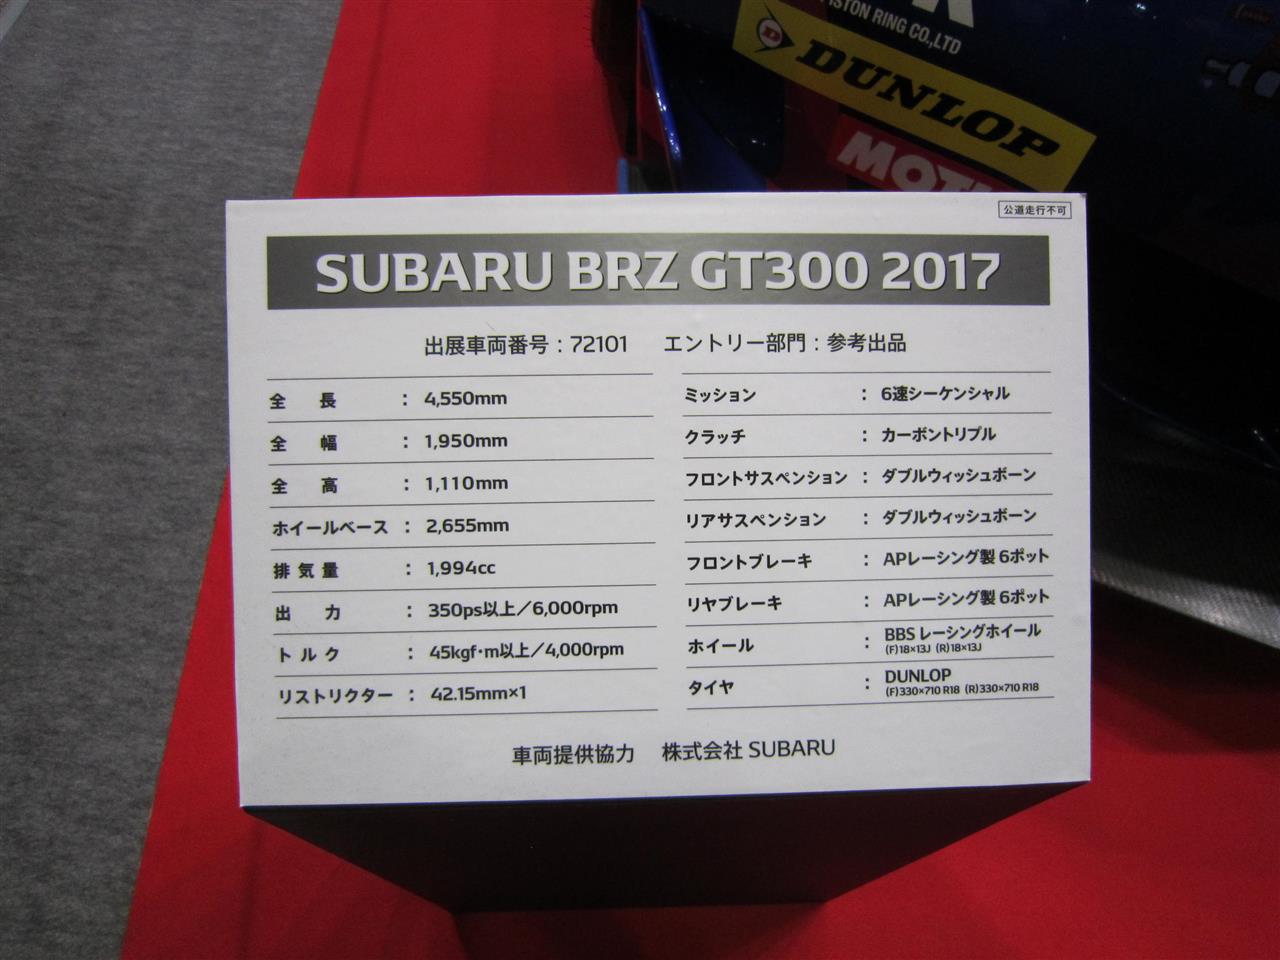 PISTON RING CO.,LTD
DUNLOP
公道走行不可
SUBARU BRZ GT300 2017
出展車両番号：72101 エントリー部門：参考出品
全長 ： 4,550mm
全幅 ： 1,950mm
全高 ： 1,110mm
ホイールベース ： 2,655mm
排気量 ： 1,994cc
出力 ： 350ps以上／6,000rpm
トルク ： 45kgf･m以上／4,000rpm
リストリクター ： 42.15mm×1
ミッション ： 6速シーケンシャル
クラッチ ： カーボントリプル
フロントサスペンション ： ダブルウィッシュボーン
リアサスペンション ： ダブルウィッシュボーン
フロントブレーキ ： APレーシング製 6ポット
リヤブレーキ ： APレーシング製 6ポット
ホイール ： BBS レーシングホイール
(F)18×13J (R)18×13J
タイヤ ： DUNLOP
(F)330×710 R18 (R)330×710 R18
車両提供協力 株式会社 SUBARU